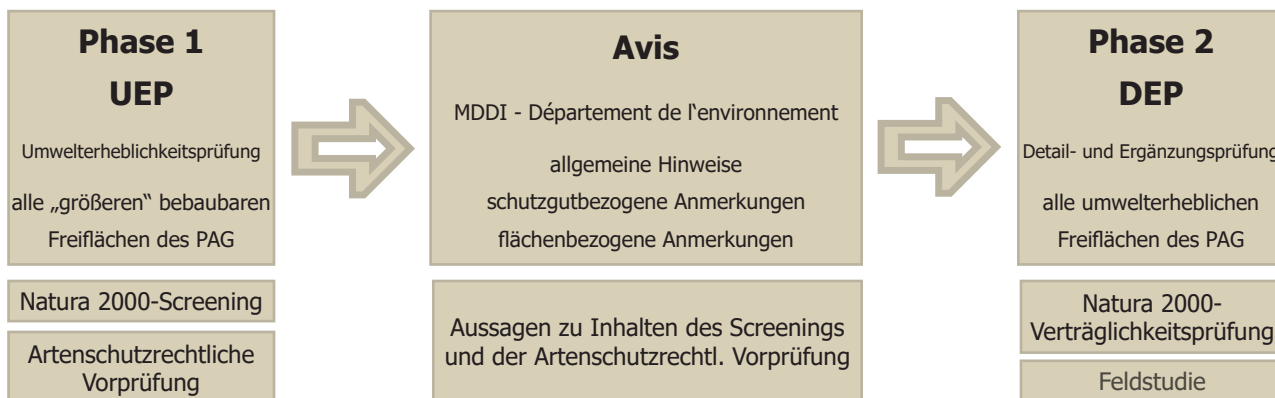 Phase 1
UEP
Umwelterheblichkeitsprüfung
alle „größeren“ bebaubaren
Freiflächen des PAG
Natura 2000-Screening
Artenschutzrechtliche
Vorprüfung
Avis
MDDI - Département de l'environnement
allgemeine Hinweise
schutzgutbezogene Anmerkungen
flächenbezogene Anmerkungen
Aussagen zu Inhalten des Screenings
und der Artenschutzrechtl. Vorprüfung
Phase 2
DEP
Detail- und Ergänzungsprüfung
alle umwelterheblichen
Freiflächen des PAG
Natura 2000-
Verträglichkeitsprüfung
Feldstudie